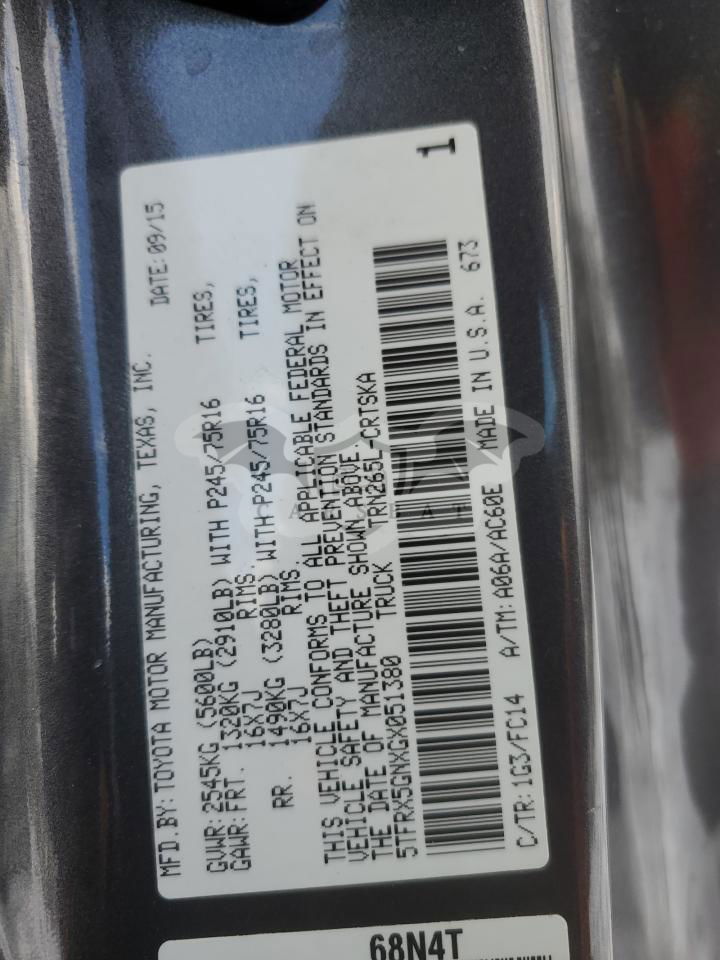 MFD. BY: TOYOTA MOTOR MANUFACTURING, TEXAS, INC. DATE: 09/15
GVWR: 2545KG (5600LB)
GAWR: FRT. 1320KG (2910LB) WITH P245/75R16 TIRES,
16X7J RIMS.
RR. 1490KG (3280LB) WITH P245/75R16 TIRES,
16X7J RIMS.
THIS VEHICLE CONFORMS TO ALL APPLICABLE FEDERAL MOTOR
VEHICLE SAFETY AND THEFT PREVENTION STANDARDS IN EFFECT ON
THE DATE OF MANUFACTURE SHOWN ABOVE.
5TFRX5GNXGX051380 TRUCK TRN265L-CRTSKA
C/TR: 1G3/FC14 A/TM: A06A/AC60E MADE IN U.S.A. 673
1
68N4T